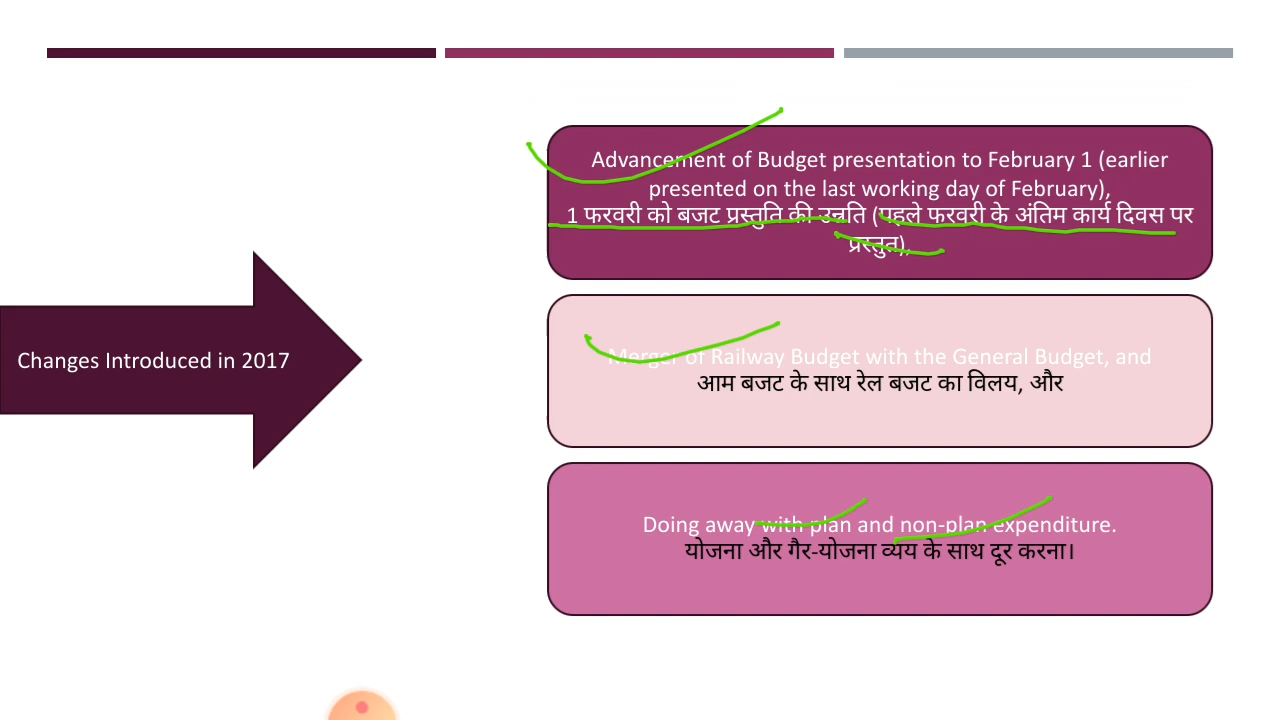 Changes Introduced in 2017
Advancement of Budget presentation to February 1 (earlier
presented on the last working day of February),
1 फरवरी को बजट प्रस्तुति की उन्नति (पहले फरवरी के अंतिम कार्य दिवस पर
प्रस्तुत),
Merger of Railway Budget with the General Budget, and
आम बजट के साथ रेल बजट का विलय, और
Doing away with plan and non-plan expenditure.
योजना और गैर-योजना व्यय के साथ दूर करना।